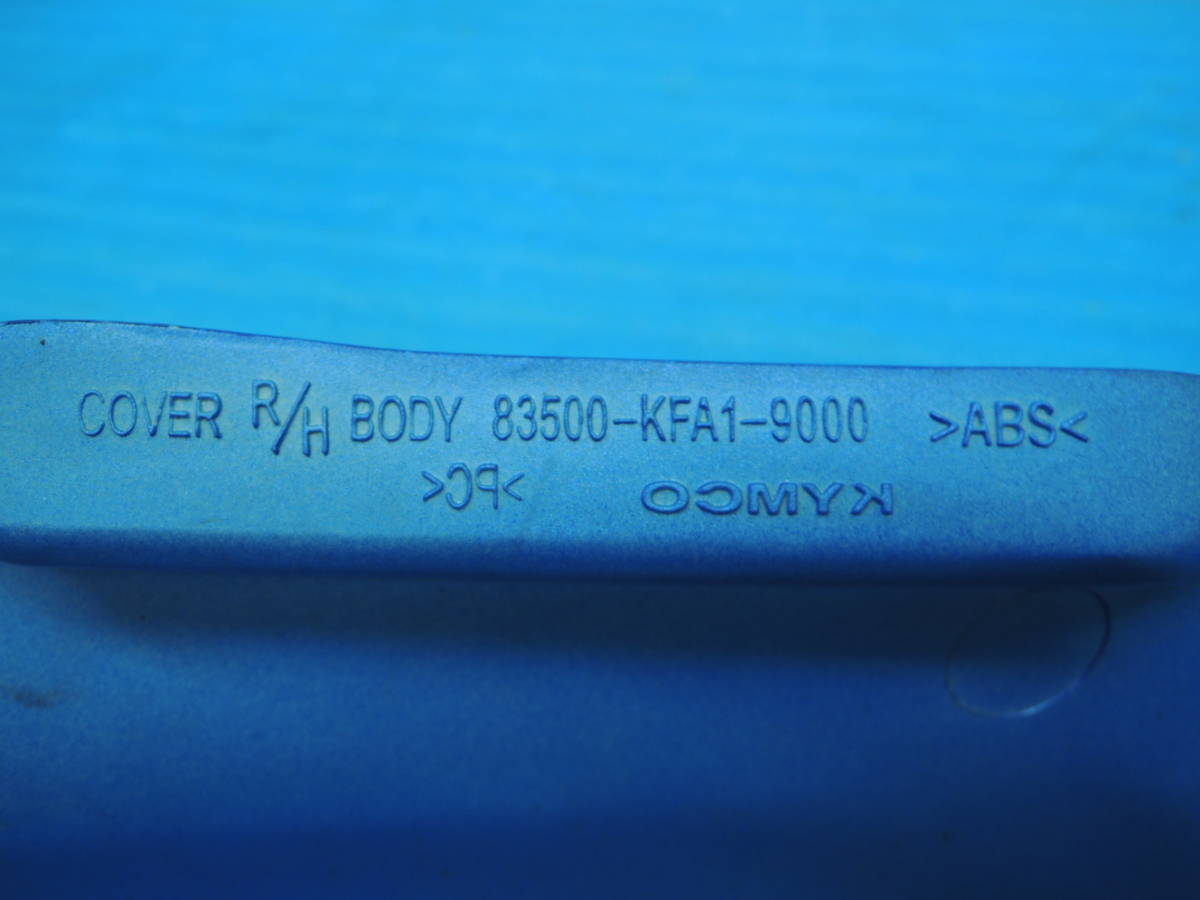 COVER R/H BODY 83500-KFA1-9000 >ABS<
>PC< KYMCO